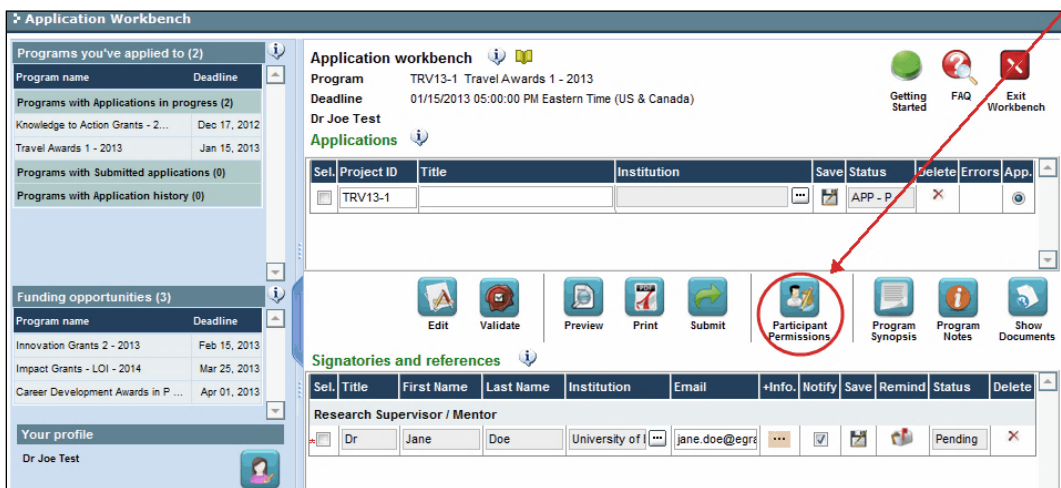 Application Workbench
Programs you've applied to (2)
Program name Deadline
Programs with Applications in progress (2)
Knowledge to Action Grants - 2... Dec 17, 2012
Travel Awards 1 - 2013 Jan 15, 2013
Programs with Submitted applications (0)
Programs with Application history (0)
Funding opportunities (3)
Program name Deadline
Innovation Grants 2 - 2013 Feb 15, 2013
Impact Grants - LOI - 2014 Mar 25, 2013
Career Development Awards in P ... Apr 01, 2013
Your profile
Dr Joe Test
Application workbench
Program TRV13-1 Travel Awards 1 - 2013
Deadline 01/15/2013 05:00:00 PM Eastern Time (US & Canada)
Dr Joe Test
Getting Started
FAQ
Exit Workbench
Applications
Sel. Project ID Title Institution Save Status Delete Errors App.
TRV13-1 ... APP - P
Edit
Validate
Preview
PDF
Print
Submit
Participant Permissions
Program Synopsis
Program Notes
Show Documents
Signatories and references
Sel. Title First Name Last Name Institution Email +Info. Notify Save Remind Status Delete
Research Supervisor / Mentor
* Dr Jane Doe University of ... jane.doe@egra ... Pending